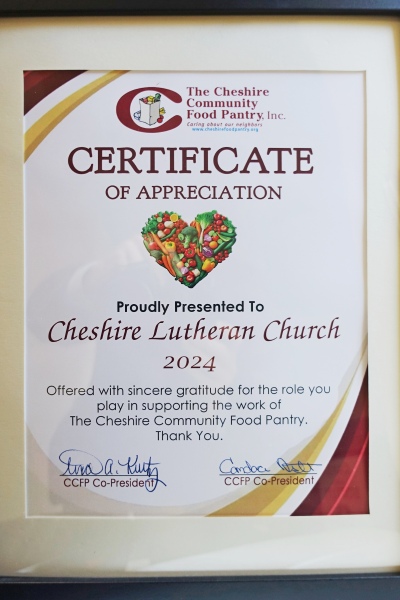 The Cheshire
Community
Food Pantry, Inc.
Caring about our neighbors
www.cheshirefoodpantry.org
CERTIFICATE
OF APPRECIATION
Proudly Presented To
Cheshire Lutheran Church
2024
Offered with sincere gratitude for the role you
play in supporting the work of
The Cheshire Community Food Pantry.
Thank You.
CCFP Co-President
CCFP Co-President